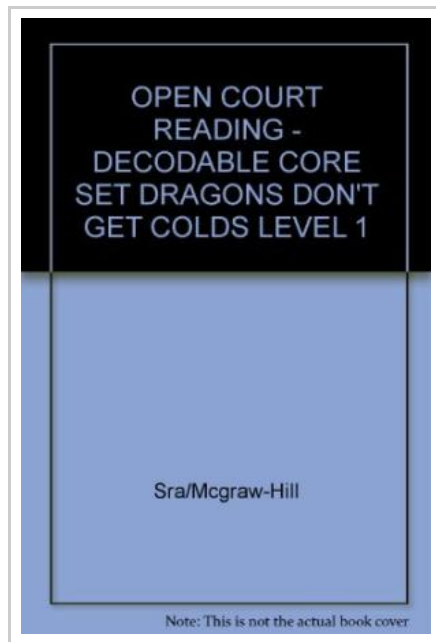 OPEN COURT
READING -
DECODABLE CORE
SET DRAGONS DON'T
GET COLDS LEVEL 1
Sra/Mcgraw-Hill
Note: This is not the actual book cover